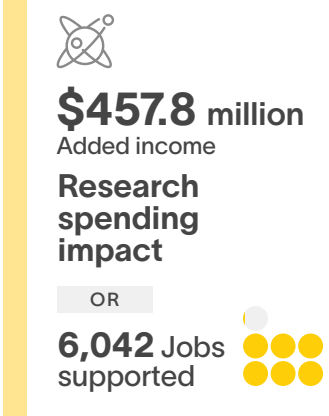 $457.8 million
Added income
Research
spending
impact
OR
6,042 Jobs
supported